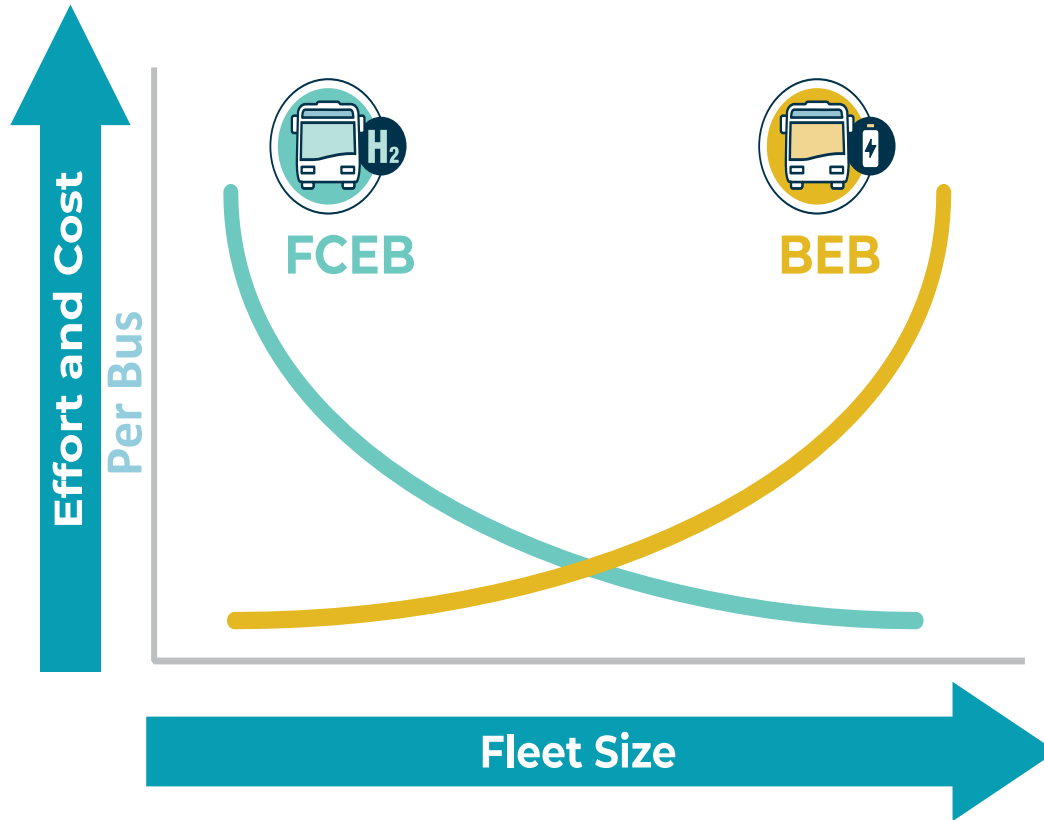 Effort and Cost
Per Bus
H₂
FCEB
BEB
Fleet Size